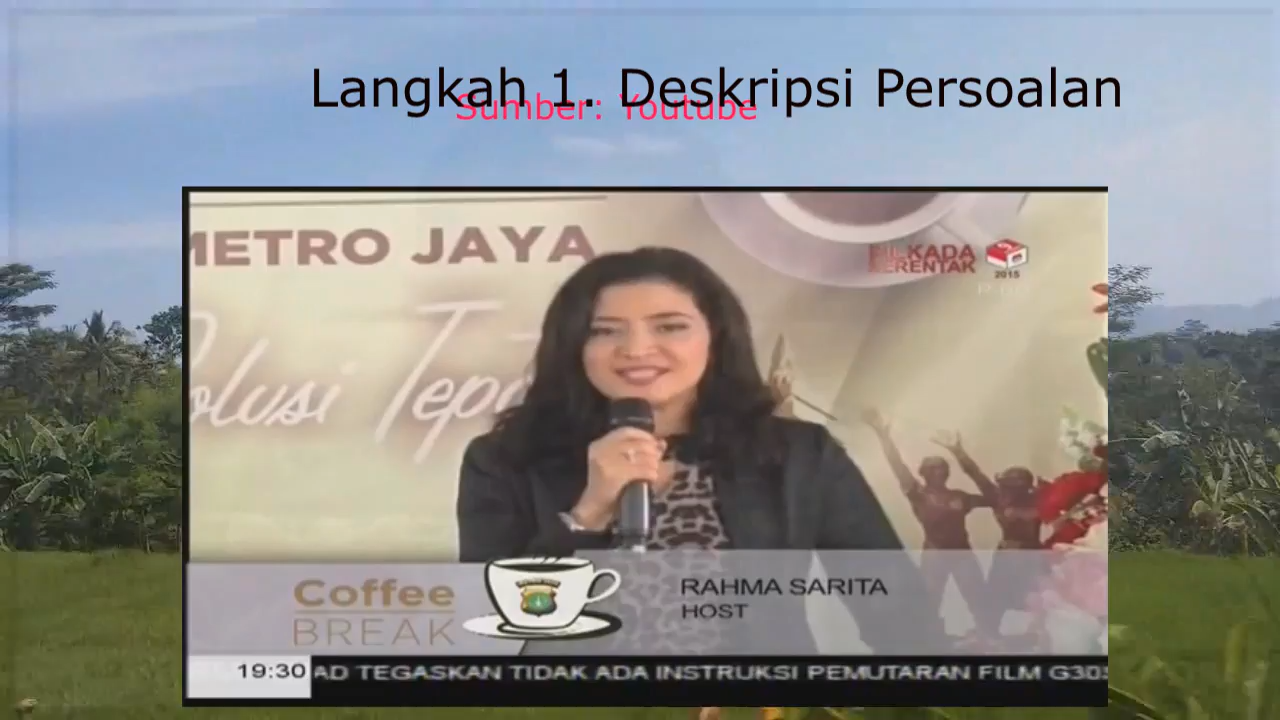 Langkah 1. Deskripsi Persoalan
Sumber: Youtube
METRO JAYA
PILKADA
SERENTAK
2015
Solusi
Coffee
BREAK
RAHMA SARITA
HOST
19:30
AD TEGASKAN TIDAK ADA INSTRUKSI PEMUTARAN FILM G30S